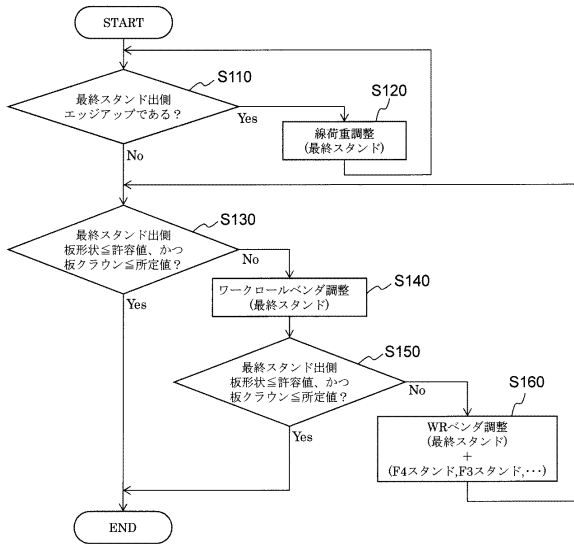 START
最終スタンド出側
エッジアップである？
S110
Yes
No
S120
線荷重調整
(最終スタンド)
S130
最終スタンド出側
板形状≦許容値、かつ
板クラウン≦所定値？
No
Yes
S140
ワークロールベンダ調整
(最終スタンド)
S150
最終スタンド出側
板形状≦許容値、かつ
板クラウン≦所定値？
No
Yes
S160
WRベンダ調整
(最終スタンド)
+
(F4スタンド,F3スタンド,･･･)
END